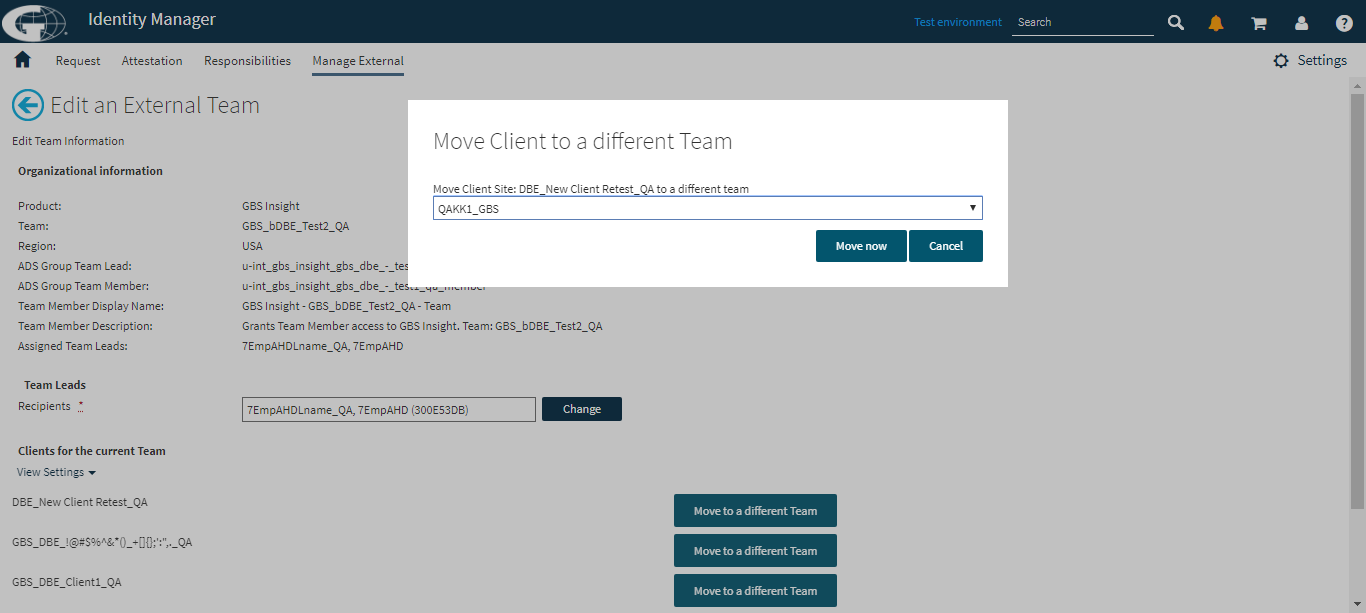 Identity Manager
Test environment
Search
Request Attestation Responsibilities Manage External
Settings
Edit an External Team
Edit Team Information
Organizational information
Product: GBS Insight
Team: GBS_bDBE_Test2_QA
Region: USA
ADS Group Team Lead: u-int_gbs_insight_gbs_dbe_-_tes
ADS Group Team Member: u-int_gbs_insight_gbs_dbe_-_test1_qa_member
Team Member Display Name: GBS Insight - GBS_bDBE_Test2_QA - Team
Team Member Description: Grants Team Member access to GBS Insight. Team: GBS_bDBE_Test2_QA
Assigned Team Leads: 7EmpAHDLname_QA, 7EmpAHD
Team Leads
Recipients * 7EmpAHDLname_QA, 7EmpAHD (300E53DB) Change
Clients for the current Team
View Settings
DBE_New Client Retest_QA Move to a different Team
GBS_DBE_!@#$%^&*()_+[]{};':",._QA Move to a different Team
GBS_DBE_Client1_QA Move to a different Team
Move Client to a different Team
Move Client Site: DBE_New Client Retest_QA to a different team
QAKK1_GBS
Move now Cancel